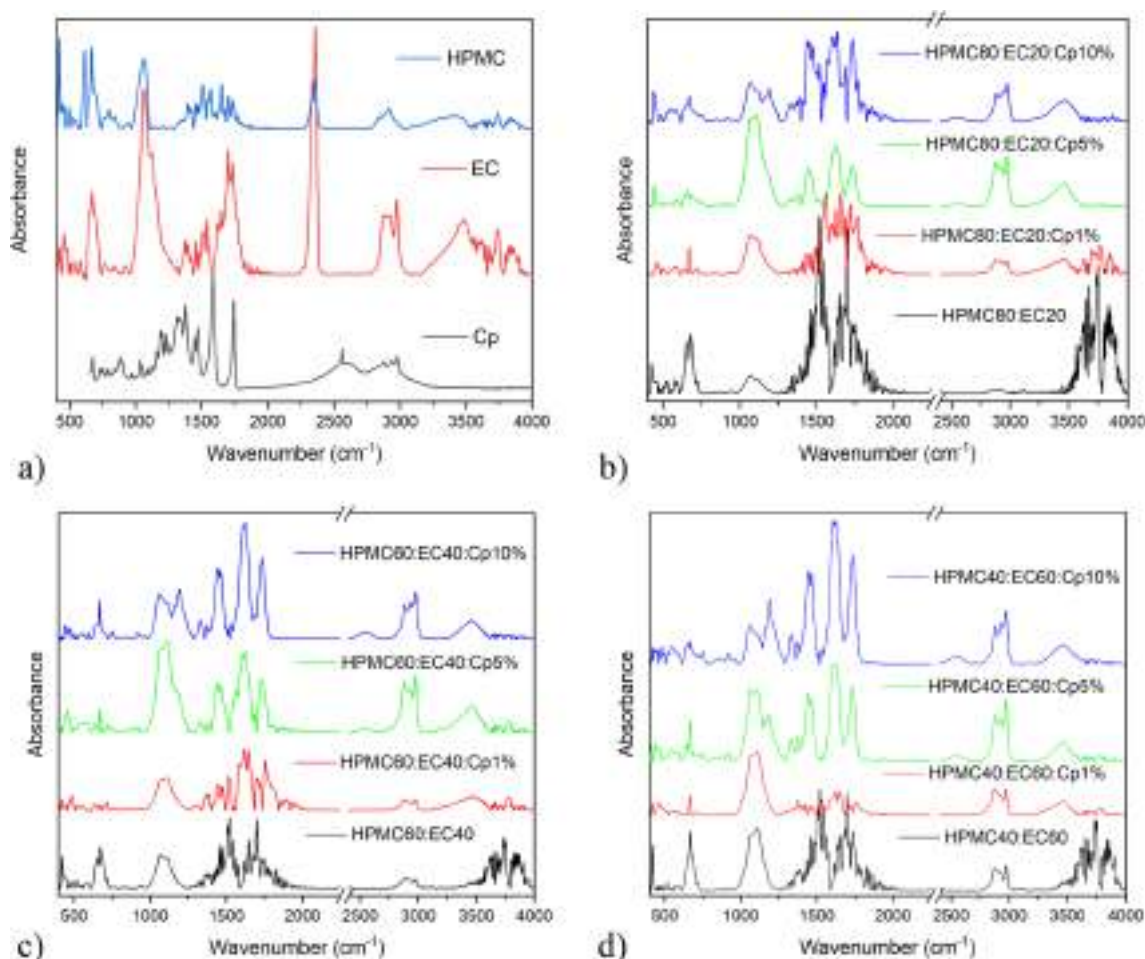 HPMC
EC
Cp
Absorbance
500 1000 1500 2000 2500 3000 3500 4000
Wavenumber (cm⁻¹)
a)
HPMC80:EC20:Cp10%
HPMC80:EC20:Cp5%
HPMC80:EC20:Cp1%
HPMC80:EC20
Absorbance
500 1000 1500 2000 2500 3000 3500 4000
Wavenumber (cm⁻¹)
b)
HPMC60:EC40:Cp10%
HPMC60:EC40:Cp5%
HPMC60:EC40:Cp1%
HPMC60:EC40
Absorbance
500 1000 1500 2000 2500 3000 3500 4000
Wavenumber (cm⁻¹)
c)
HPMC40:EC60:Cp10%
HPMC40:EC60:Cp5%
HPMC40:EC60:Cp1%
HPMC40:EC60
Absorbance
500 1000 1500 2000 2500 3000 3500 4000
Wavenumber (cm⁻¹)
d)